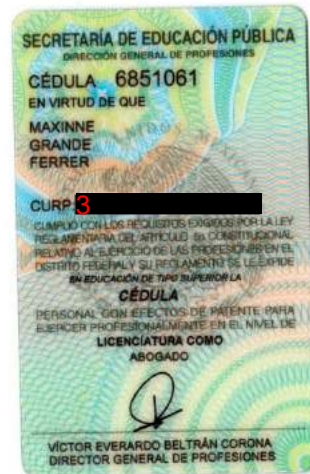 SECRETARÍA DE EDUCACIÓN PÚBLICA
DIRECCIÓN GENERAL DE PROFESIONES
CÉDULA 6851061
EN VIRTUD DE QUE
MAXINNE
GRANDE
FERRER
CURP 3
CUMPLIÓ CON LOS REQUISITOS EXIGIDOS POR LA LEY
REGLAMENTARIA DEL ARTÍCULO 5o CONSTITUCIONAL
RELATIVO AL EJERCICIO DE LAS PROFESIONES EN EL
DISTRITO FEDERAL Y SU REGLAMENTO SE LE EXPIDE
EN EDUCACIÓN DE TIPO SUPERIOR LA
CÉDULA
PERSONAL CON EFECTOS DE PATENTE PARA
EJERCER PROFESIONALMENTE EN EL NIVEL DE
LICENCIATURA COMO
ABOGADO
VÍCTOR EVERARDO BELTRÁN CORONA
DIRECTOR GENERAL DE PROFESIONES